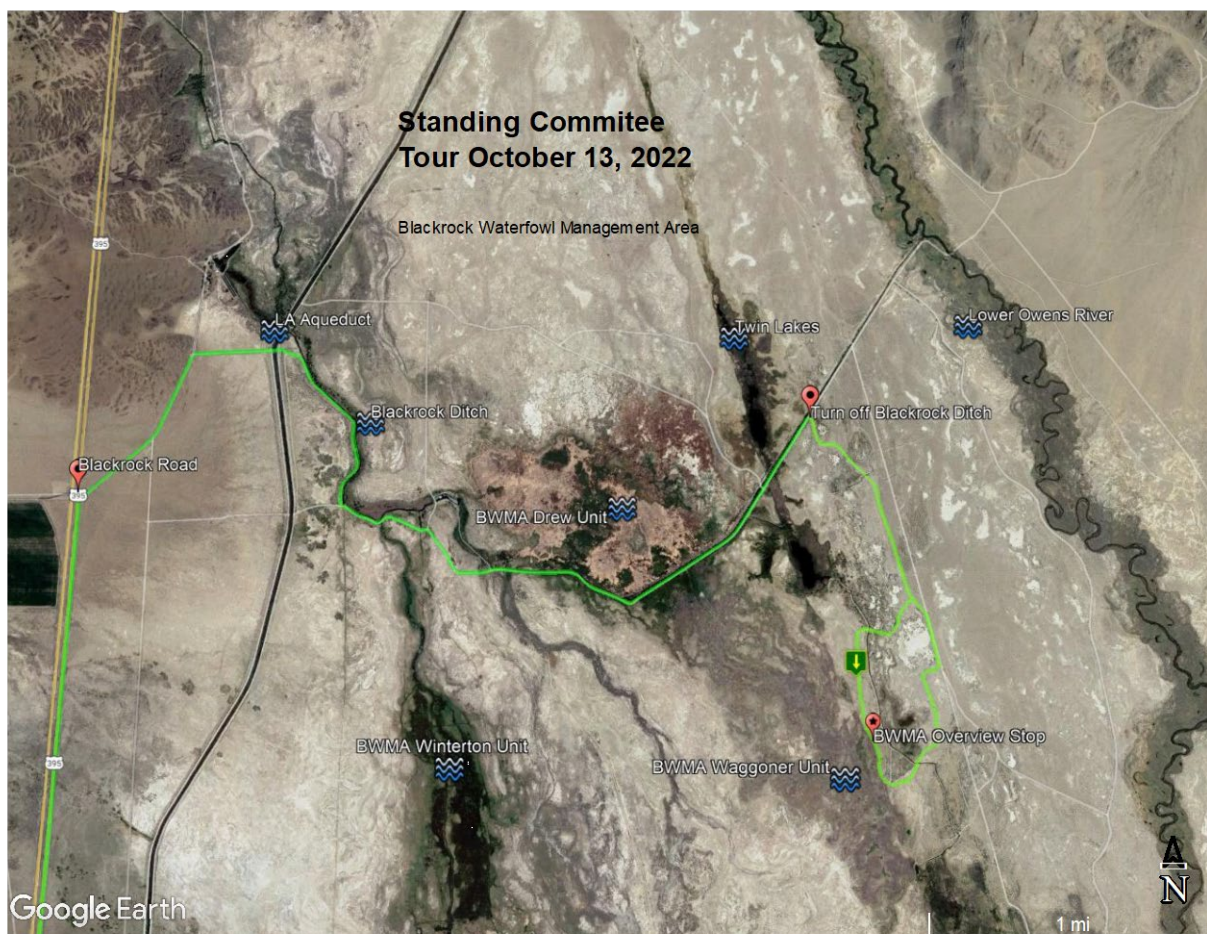 Standing Commitee
Tour October 13, 2022
Blackrock Waterfowl Management Area
395
LA Aqueduct
Twin Lakes
Lower Owens River
Blackrock Ditch
Turn off Blackrock Ditch
Blackrock Road
395
BWMA Drew Unit
BWMA Overview Stop
BWMA Winterton Unit
395
BWMA Waggoner Unit
N
Google Earth
1 mi